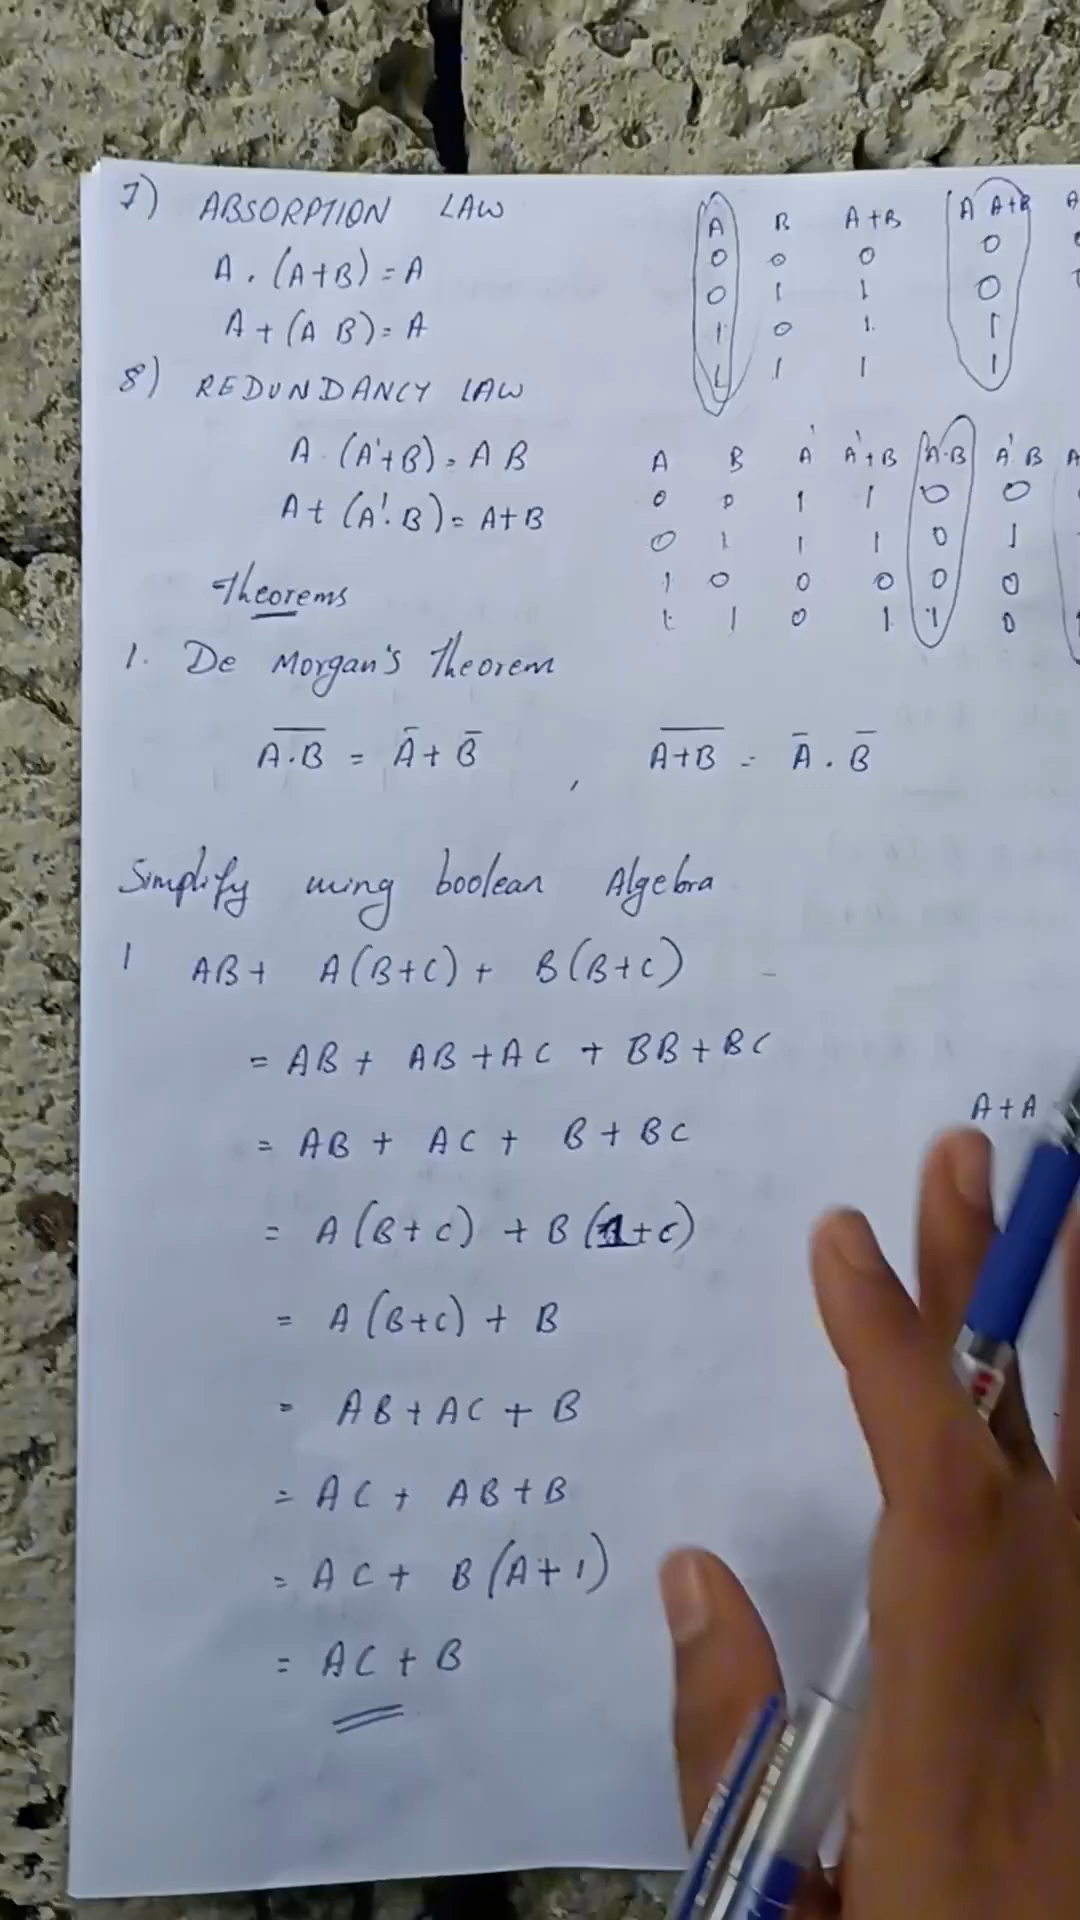 7) ABSORPTION LAW
A . (A+B) = A
A + (A B) = A
A B A+B A A+B A
0 0 0 0
0 1 1 0
1 0 1 1
1 1 1 1
8) REDUNDANCY LAW
A . (A'+B) = A B
A + (A' . B) = A+B
A B A' A'+B A.B A'.B A
0 0 1 1 0 0
0 1 1 1 0 1
1 0 0 0 0 0
1 1 0 1 1 0
Theorems
1. De Morgan's Theorem
A̅.̅B̅ = A̅ + B̅ , A̅+̅B̅ = A̅ . B̅
Simplify using boolean Algebra
1 AB + A(B+C) + B(B+C)
= AB + AB + AC + BB + BC
= AB + AC + B + BC
A+A =
= A(B+C) + B(1+C)
= A(B+C) + B
= AB + AC + B
= AC + AB + B
= AC + B(A+1)
= AC + B